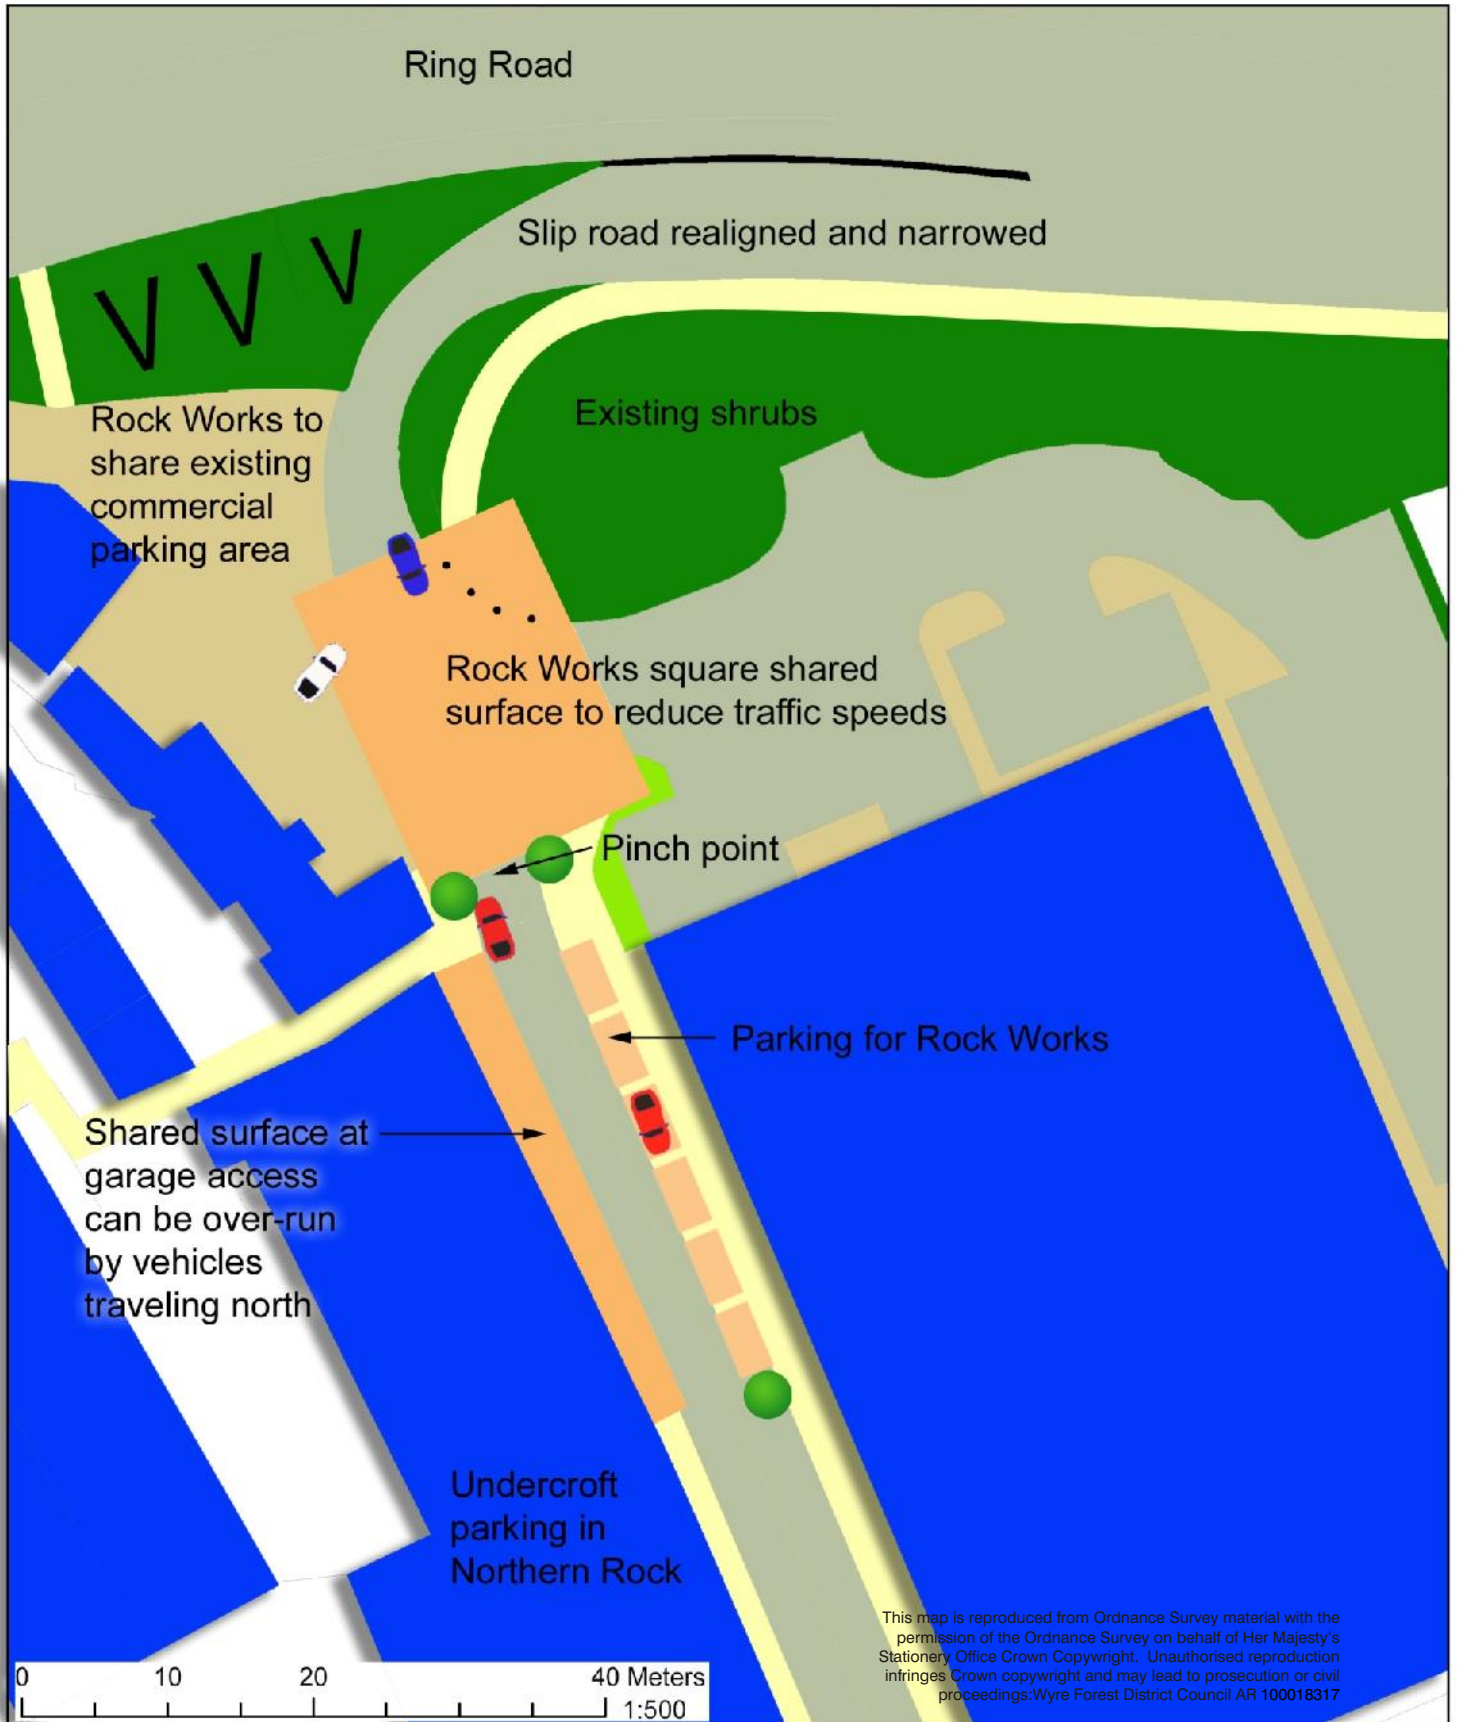 Ring Road
Slip road realigned and narrowed
V V V
Rock Works to
share existing
commercial
parking area
Existing shrubs
Rock Works square shared
surface to reduce traffic speeds
Pinch point
Parking for Rock Works
Shared surface at
garage access
can be over-run
by vehicles
traveling north
Undercroft
parking in
Northern Rock
This map is reproduced from Ordnance Survey material with the
permission of the Ordnance Survey on behalf of Her Majesty's
Stationery Office Crown Copywright. Unauthorised reproduction
infringes Crown copywright and may lead to prosecution or civil
proceedings:Wyre Forest District Council AR 100018317
0 10 20 40 Meters
1:500